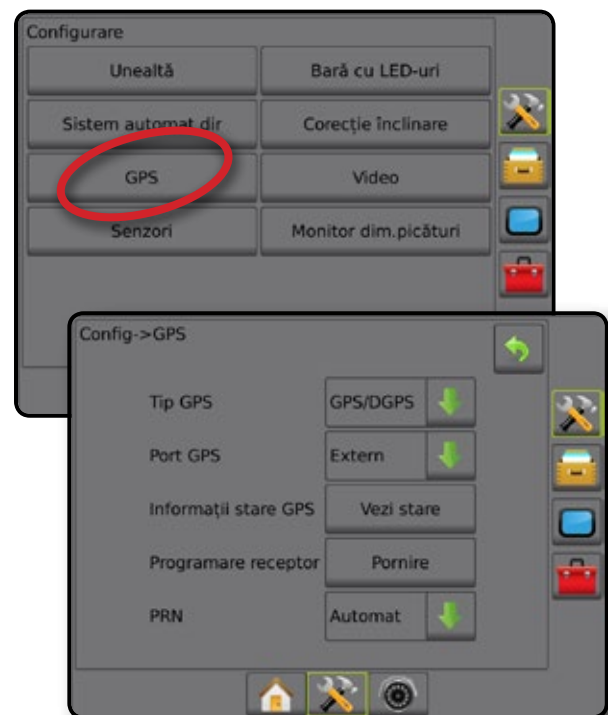 Configurare
Unealtă Bară cu LED-uri
Sistem automat dir Corecție înclinare
GPS Video
Senzori Monitor dim.picături
Config->GPS
Tip GPS GPS/DGPS
Port GPS Extern
Informații stare GPS Vezi stare
Programare receptor Pornire
PRN Automat